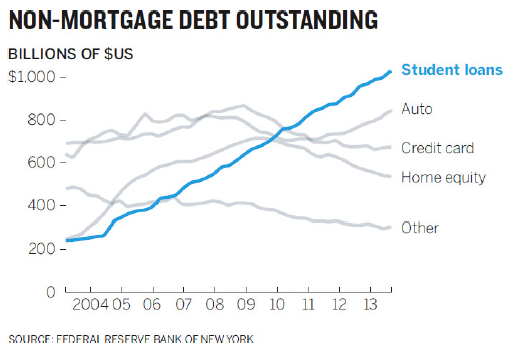 NON-MORTGAGE DEBT OUTSTANDING
BILLIONS OF $US
$1,000
800
600
400
200
0
2004 05 06 07 08 09 10 11 12 13
Student loans
Auto
Credit card
Home equity
Other
SOURCE: FEDERAL RESERVE BANK OF NEW YORK